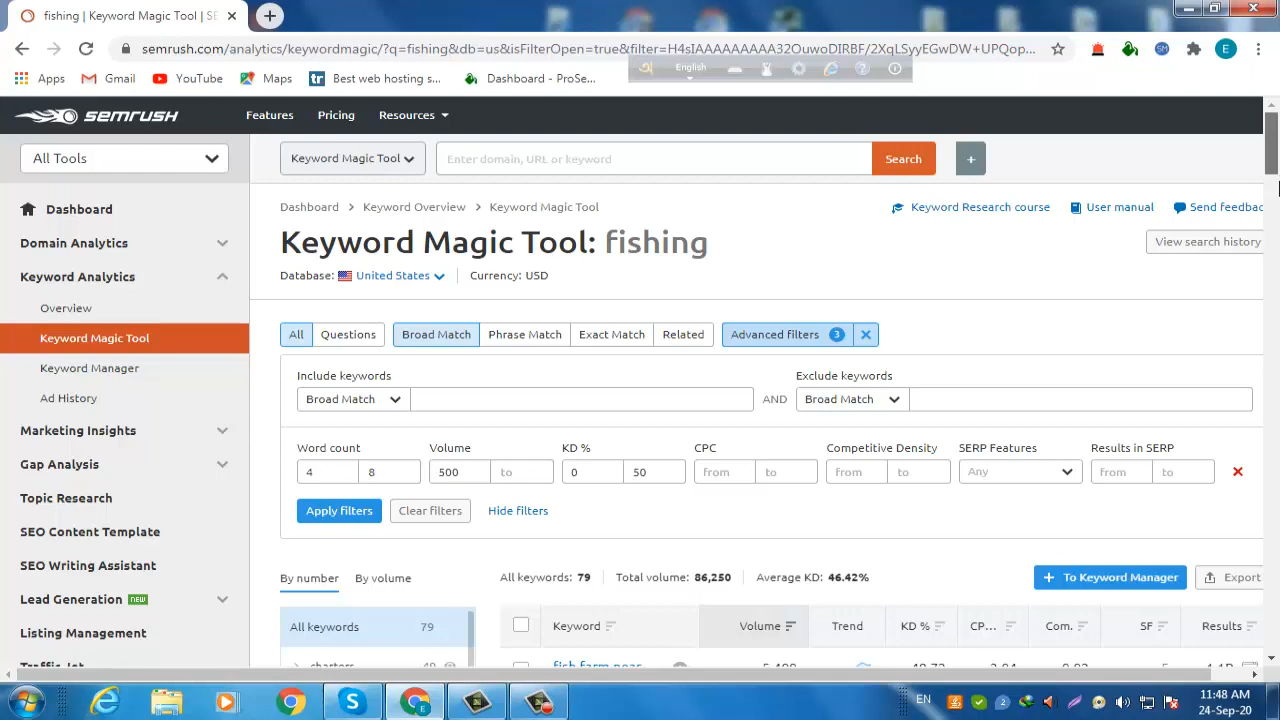 fishing | Keyword Magic Tool | SE
semrush.com/analytics/keywordmagic/?q=fishing&db=us&isFilterOpen=true&filter=H4sIAAAAAAAAA32OuwoDIRBF/2XqLSyyEGwDW+UPQop...
E
Apps Gmail YouTube Maps Best web hosting s... Dashboard - ProSe...
English
SEMRUSH Features Pricing Resources
All Tools
Keyword Magic Tool
Enter domain, URL or keyword
Search
+
Dashboard
Domain Analytics
Keyword Analytics
Overview
Keyword Magic Tool
Keyword Manager
Ad History
Marketing Insights
Gap Analysis
Topic Research
SEO Content Template
SEO Writing Assistant
Lead Generation NEW
Listing Management
Dashboard > Keyword Overview > Keyword Magic Tool
Keyword Research course User manual Send feedbac
Keyword Magic Tool: fishing
View search history
Database: United States Currency: USD
All Questions Broad Match Phrase Match Exact Match Related Advanced filters 3
Include keywords Exclude keywords
Broad Match AND Broad Match
Word count Volume KD % CPC Competitive Density SERP Features Results in SERP
4 8 500 to 0 50 from to from to Any from to
Apply filters Clear filters Hide filters
By number By volume
All keywords: 79 Total volume: 86,250 Average KD: 46.42%
+ To Keyword Manager Export
All keywords 79
Keyword Volume Trend KD % CP... Com. SF Results
EN
11:48 AM
24-Sep-20